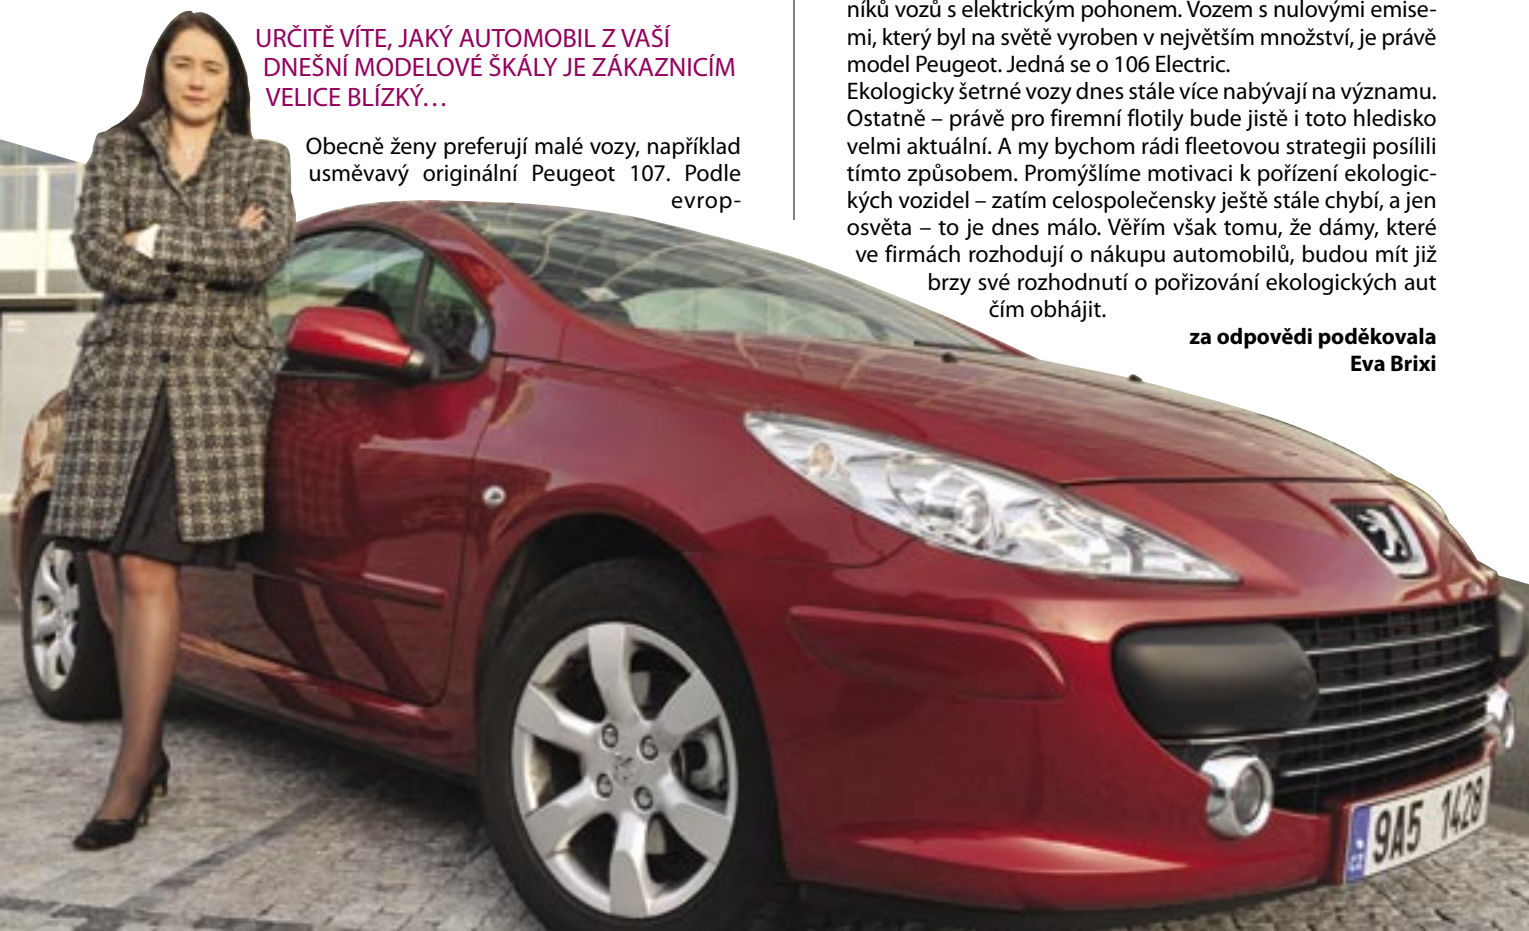 URČITĚ VÍTE, JAKÝ AUTOMOBIL Z VAŠÍ
DNEŠNÍ MODELOVÉ ŠKÁLY JE ZÁKAZNICÍM
VELICE BLÍZKÝ…
Obecně ženy preferují malé vozy, například
usměvavý originální Peugeot 107. Podle
evrop-
níků vozů s elektrickým pohonem. Vozem s nulovými emise-
mi, který byl na světě vyroben v největším množství, je právě
model Peugeot. Jedná se o 106 Electric.
Ekologicky šetrné vozy dnes stále více nabývají na významu.
Ostatně – právě pro firemní flotily bude jistě i toto hledisko
velmi aktuální. A my bychom rádi fleetovou strategii posílili
tímto způsobem. Promýšlíme motivaci k pořízení ekologic-
kých vozidel – zatím celospolečensky ještě stále chybí, a jen
osvěta – to je dnes málo. Věřím však tomu, že dámy, které
ve firmách rozhodují o nákupu automobilů, budou mít již
brzy své rozhodnutí o pořizování ekologických aut
čím obhájit.
za odpovědi poděkovala
Eva Brixi
9A5 1428
CZ